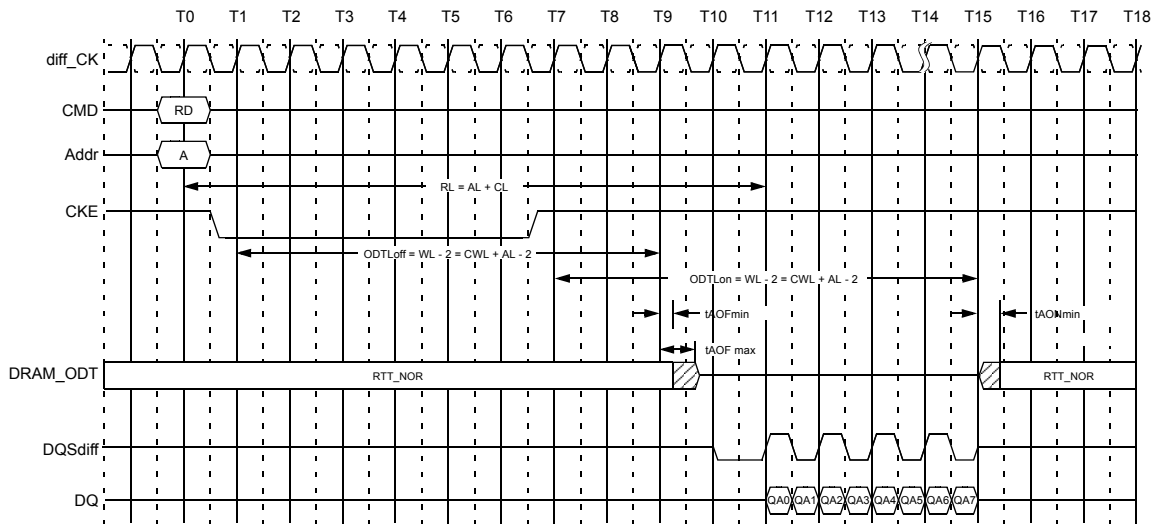 T0 T1 T2 T3 T4 T5 T6 T7 T8 T9 T10 T11 T12 T13 T14 T15 T16 T17 T18
diff_CK
CMD RD
Addr A
RL = AL + CL
CKE
ODTLoff = WL - 2 = CWL + AL - 2
ODTLon = WL - 2 = CWL + AL - 2
tAOFmin tAONmin
tAOF max
DRAM_ODT RTT_NOR RTT_NOR
DQSdiff
DQ QA0 QA1 QA2 QA3 QA4 QA5 QA6 QA7